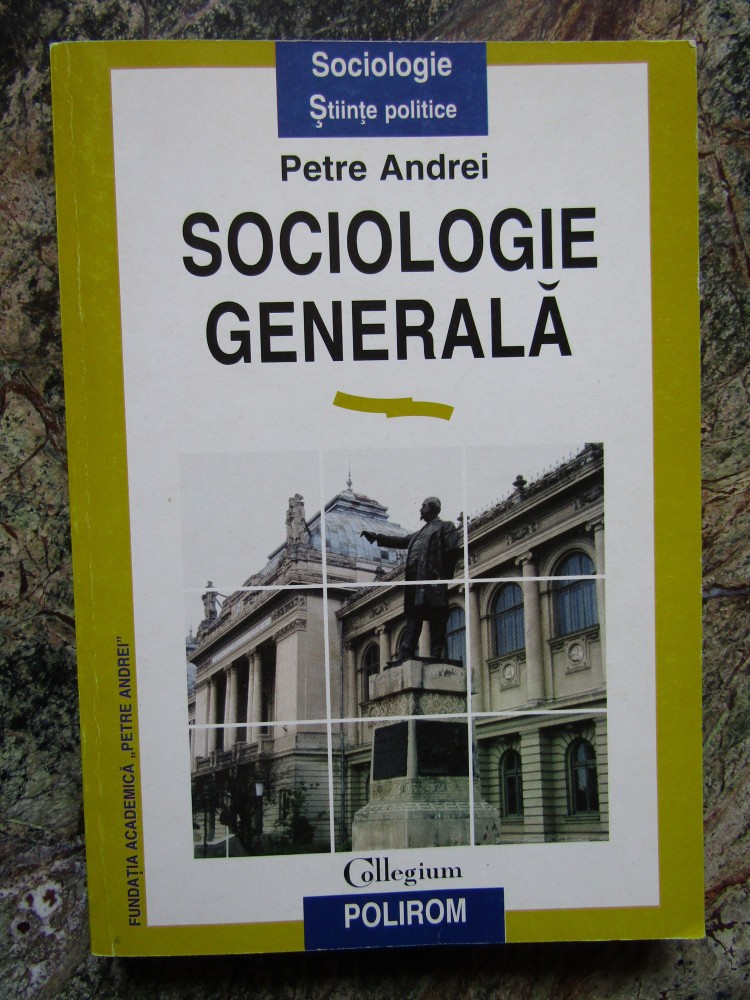 Sociologie
Ştiinţe politice
Petre Andrei
SOCIOLOGIE
GENERALĂ
FUNDAŢIA ACADEMICĂ „PETRE ANDREI”
Collegium
POLIROM